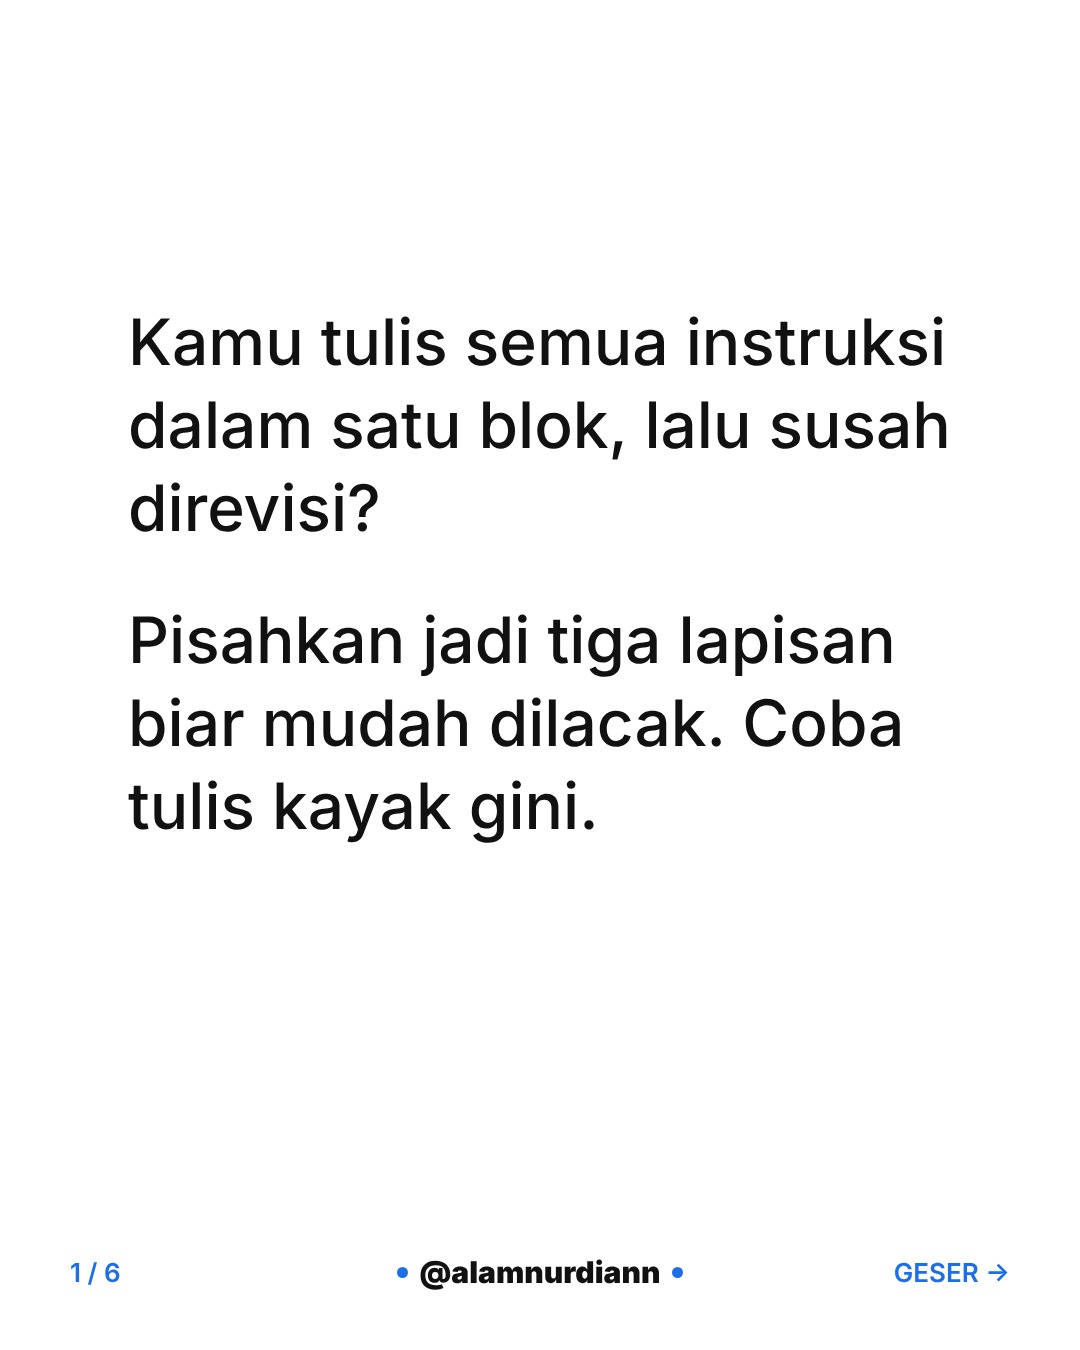 Kamu tulis semua instruksi
dalam satu blok, lalu susah
direvisi?
Pisahkan jadi tiga lapisan
biar mudah dilacak. Coba
tulis kayak gini.
1 / 6
• @alamnurdiann •
GESER →